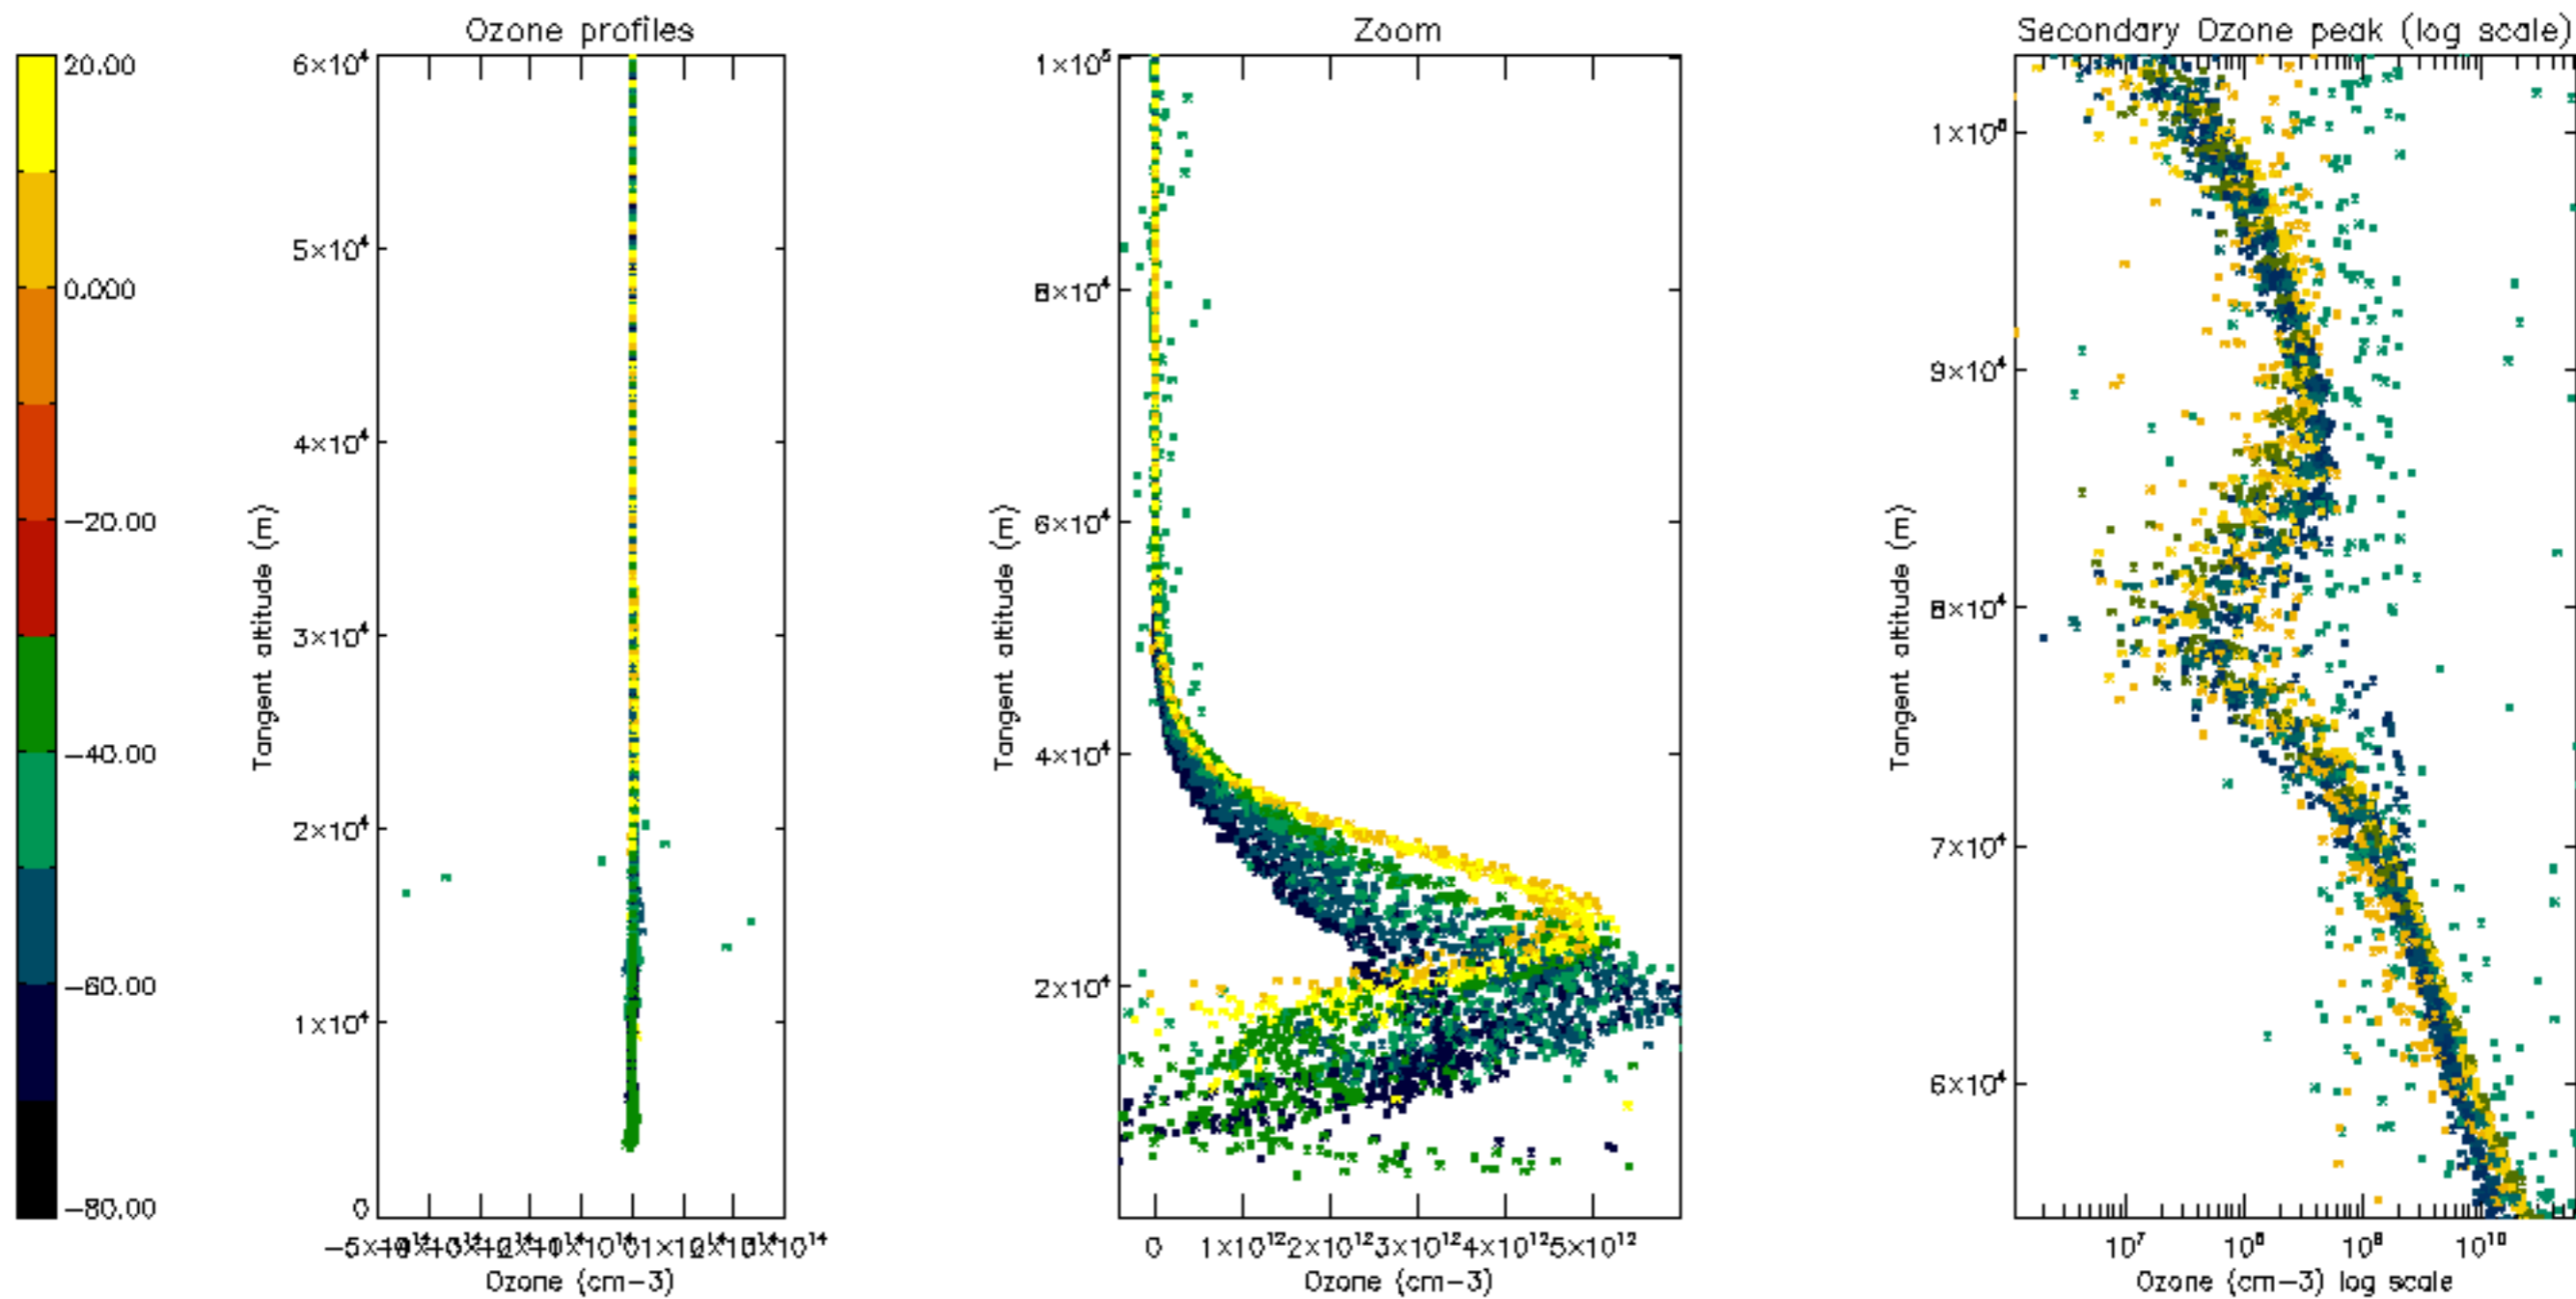 Ozone profiles
Zoom
Secondary Ozone peak (log scale)
20.00
0.000
−20.00
−40.00
−60.00
−80.00
6×10⁴
5×10⁴
4×10⁴
3×10⁴
2×10⁴
1×10⁴
0
Tangent altitude (m)
Ozone (cm−3)
1×10⁵
8×10⁴
6×10⁴
4×10⁴
2×10⁴
Tangent altitude (m)
0 1×10¹² 2×10¹² 3×10¹² 4×10¹² 5×10¹²
Ozone (cm−3)
9×10⁴
8×10⁴
7×10⁴
6×10⁴
Tangent altitude (m)
10⁷ 10⁸ 10⁹ 10¹⁰
Ozone (cm−3) log scale